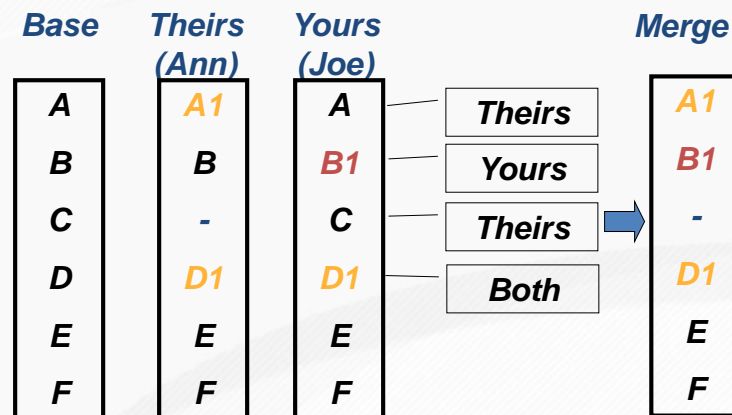 Base Theirs Yours Merge
(Ann) (Joe)
A A1 A Theirs A1
B B B1 Yours B1
C - C Theirs -
D D1 D1 Both D1
E E E E
F F F F